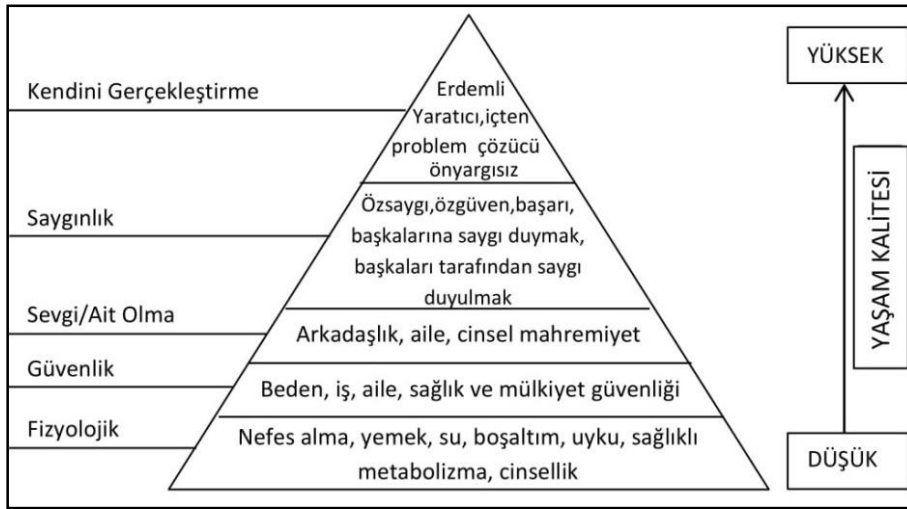 Kendini Gerçekleştirme
Erdemli
Yaratıcı,içten
problem çözücü
önyargısız
Saygınlık
Özsaygı,özgüven,başarı,
başkalarına saygı duymak,
başkaları tarafından saygı
duyulmak
Sevgi/Ait Olma
Arkadaşlık, aile, cinsel mahremiyet
Güvenlik
Beden, iş, aile, sağlık ve mülkiyet güvenliği
Fizyolojik
Nefes alma, yemek, su, boşaltım, uyku, sağlıklı
metabolizma, cinsellik
YÜKSEK
YAŞAM KALİTESİ
DÜŞÜK